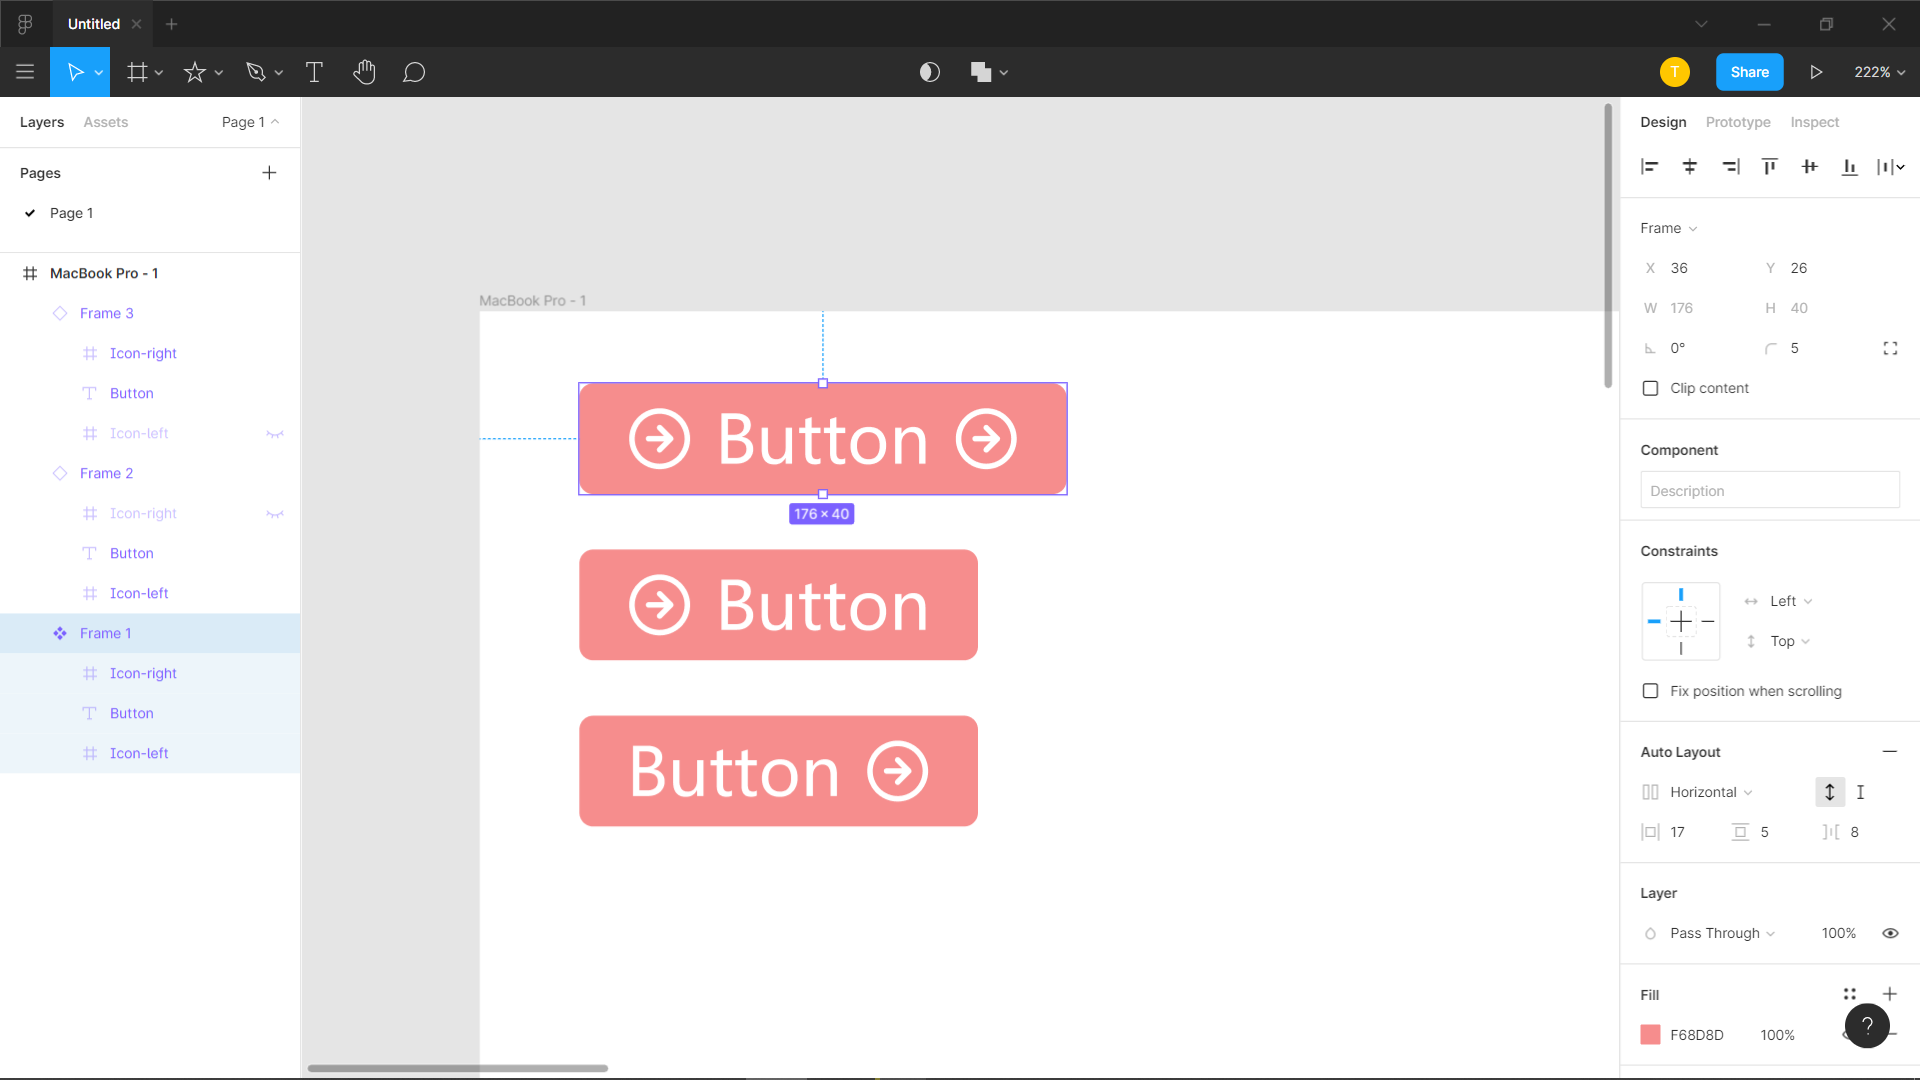 Untitled
T
Share
222%
Layers
Assets
Page 1
Pages
Page 1
MacBook Pro - 1
Frame 3
Icon-right
Button
Icon-left
Frame 2
Icon-right
Button
Icon-left
Frame 1
Icon-right
Button
Icon-left
MacBook Pro - 1
Button
176 × 40
Button
Button
Design
Prototype
Inspect
Frame
X 36
Y 26
W 176
H 40
0°
5
Clip content
Component
Description
Constraints
Left
Top
Fix position when scrolling
Auto Layout
Horizontal
17
5
8
Layer
Pass Through
100%
Fill
F68D8D
100%
?